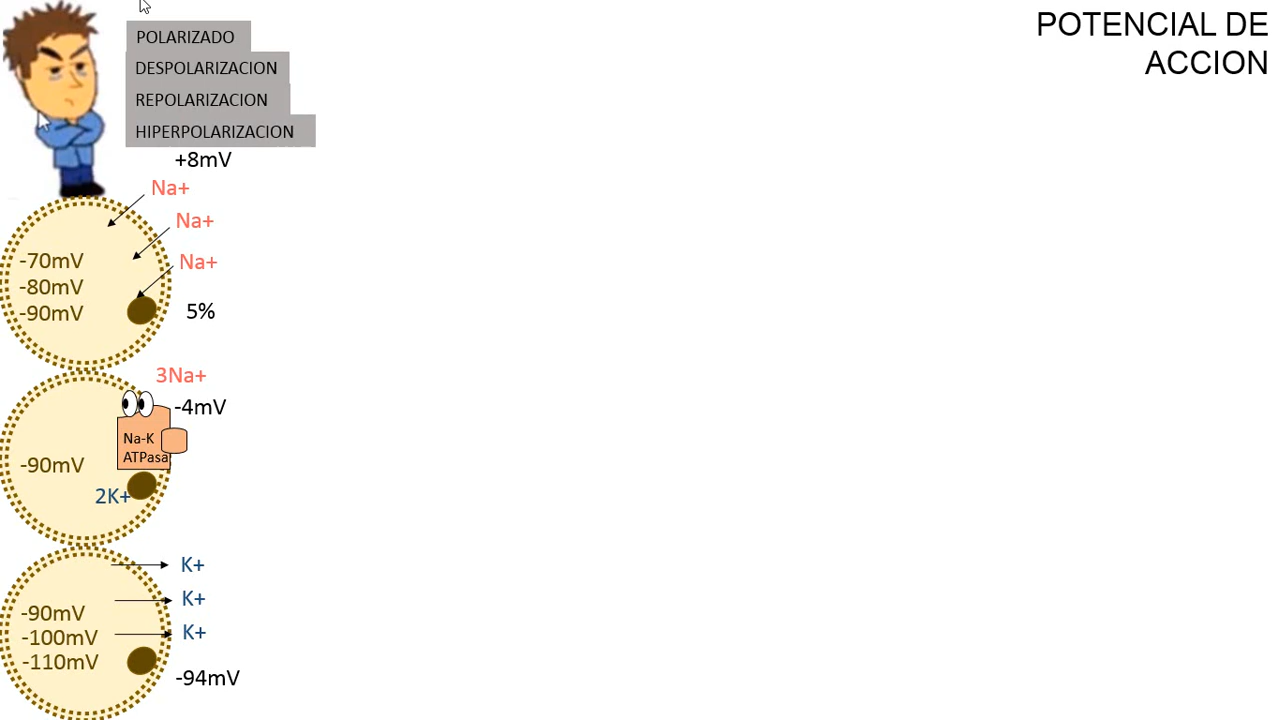 POTENCIAL DE
ACCION
POLARIZADO
DESPOLARIZACION
REPOLARIZACION
HIPERPOLARIZACION
+8mV
Na+
Na+
Na+
-70mV
-80mV
-90mV
5%
3Na+
-4mV
Na-K
ATPasa
-90mV
2K+
K+
K+
K+
-90mV
-100mV
-110mV
-94mV